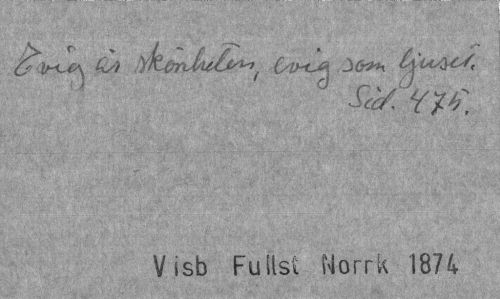 Evig är skönheten, evig som ljuset.
Sid. 475.
Visb Fullst Norrk 1874